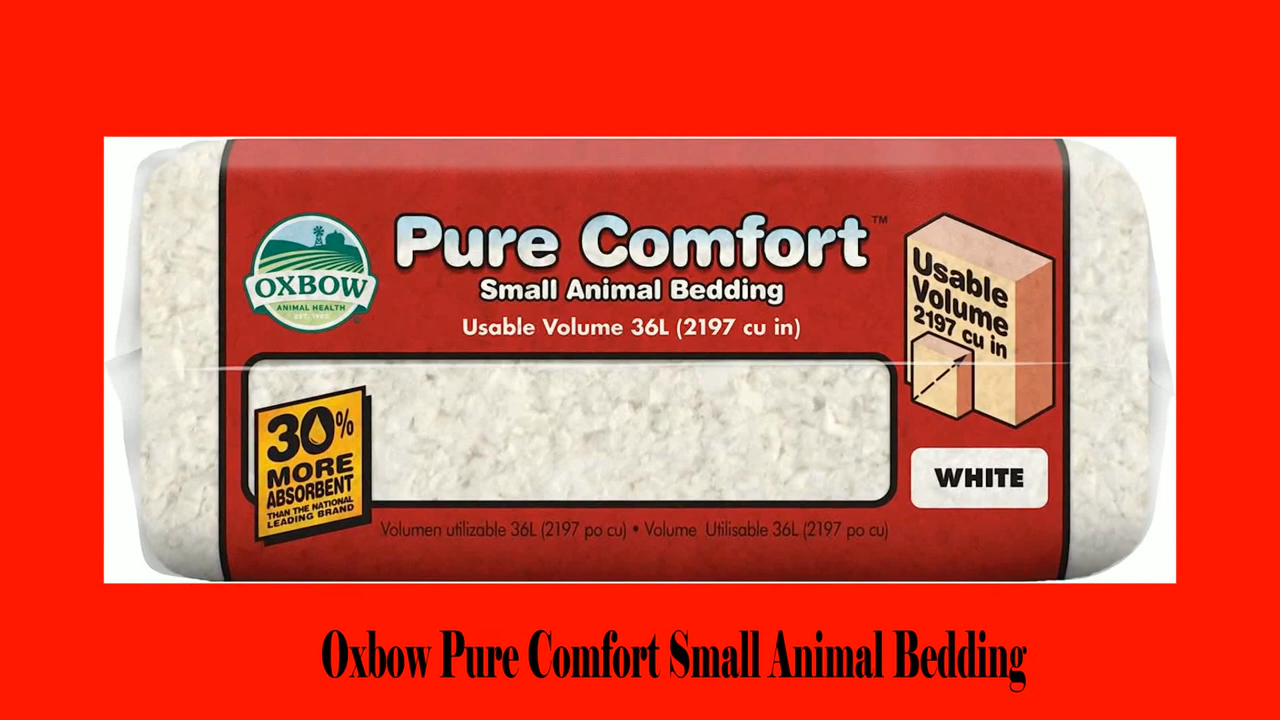 Pure Comfort™
Small Animal Bedding
Usable Volume 36L (2197 cu in)
OXBOW
ANIMAL HEALTH
EST. 1980
Usable
Volume
2197 cu in
30%
MORE
ABSORBENT
THAN THE NATIONAL
LEADING BRAND
WHITE
Volumen utilizable 36L (2197 po cu) • Volume Utilisable 36L (2197 po cu)
Oxbow Pure Comfort Small Animal Bedding